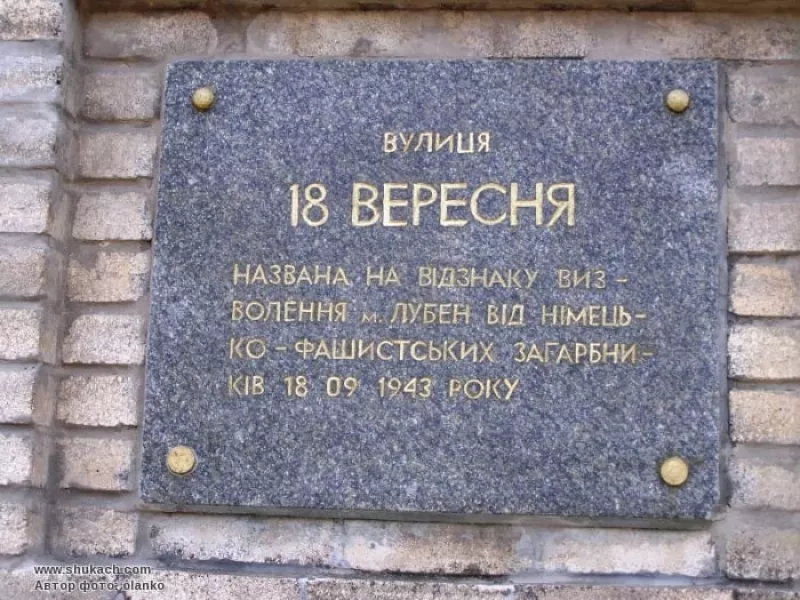 ВУЛИЦЯ
18 ВЕРЕСНЯ
НАЗВАНА НА ВІДЗНАКУ ВИЗ-
ВОЛЕННЯ м. ЛУБЕН ВІД НІМЕЦЬ-
КО-ФАШИСТСЬКИХ ЗАГАРБНИ-
КІВ 18 09 1943 РОКУ
www.shukach.com
Автор фото: olanko